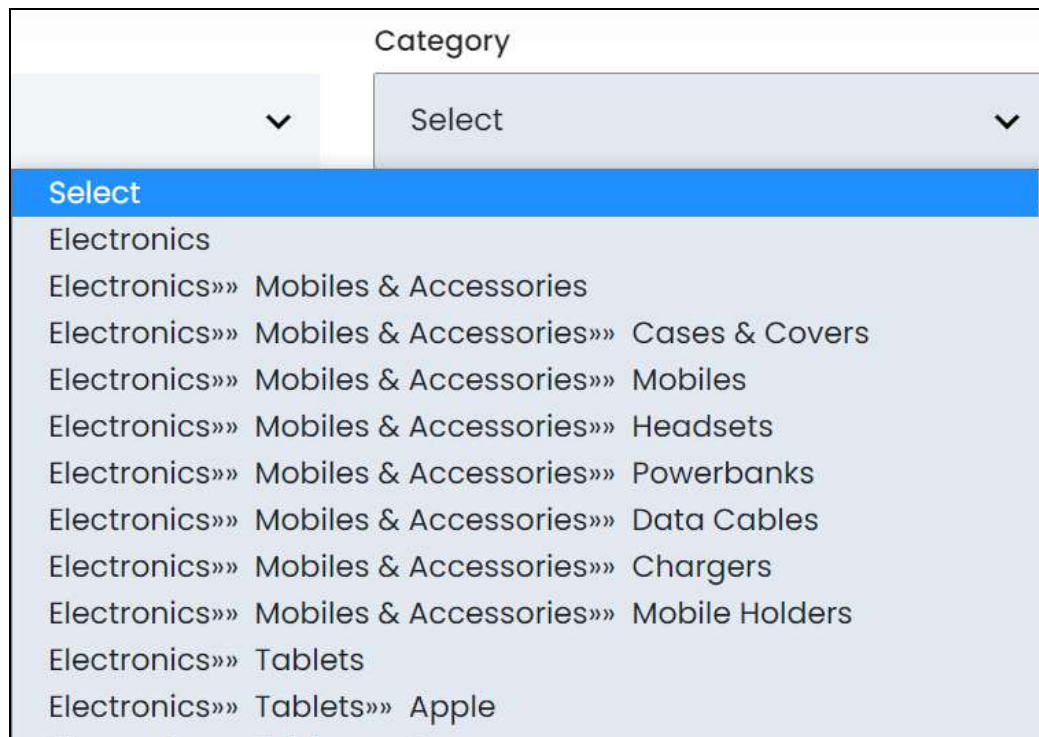 Category
Select
Select
Electronics
Electronics»» Mobiles & Accessories
Electronics»» Mobiles & Accessories»» Cases & Covers
Electronics»» Mobiles & Accessories»» Mobiles
Electronics»» Mobiles & Accessories»» Headsets
Electronics»» Mobiles & Accessories»» Powerbanks
Electronics»» Mobiles & Accessories»» Data Cables
Electronics»» Mobiles & Accessories»» Chargers
Electronics»» Mobiles & Accessories»» Mobile Holders
Electronics»» Tablets
Electronics»» Tablets»» Apple